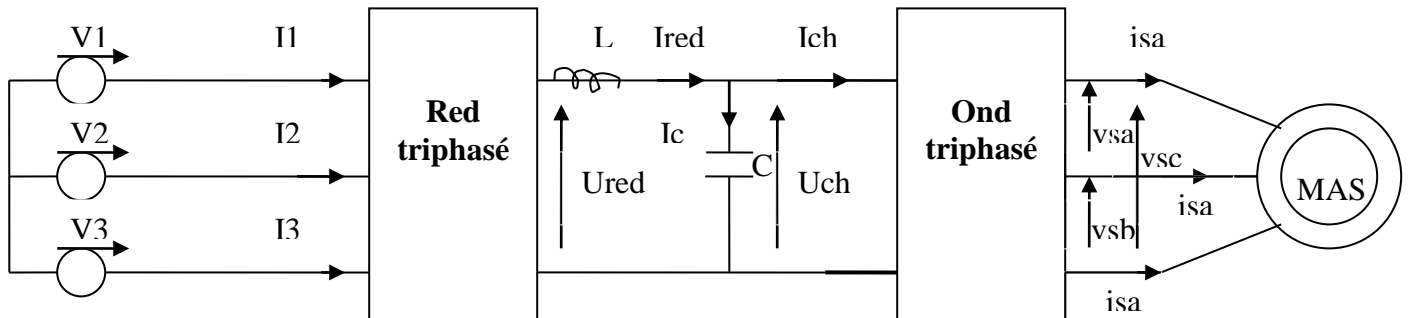 V1 I1 L Ired Ich isa
Red triphasé
Ond triphasé
V2 I2 Ic C vsa vsc
Ured Uch isa MAS
V3 I3 vsb
isa